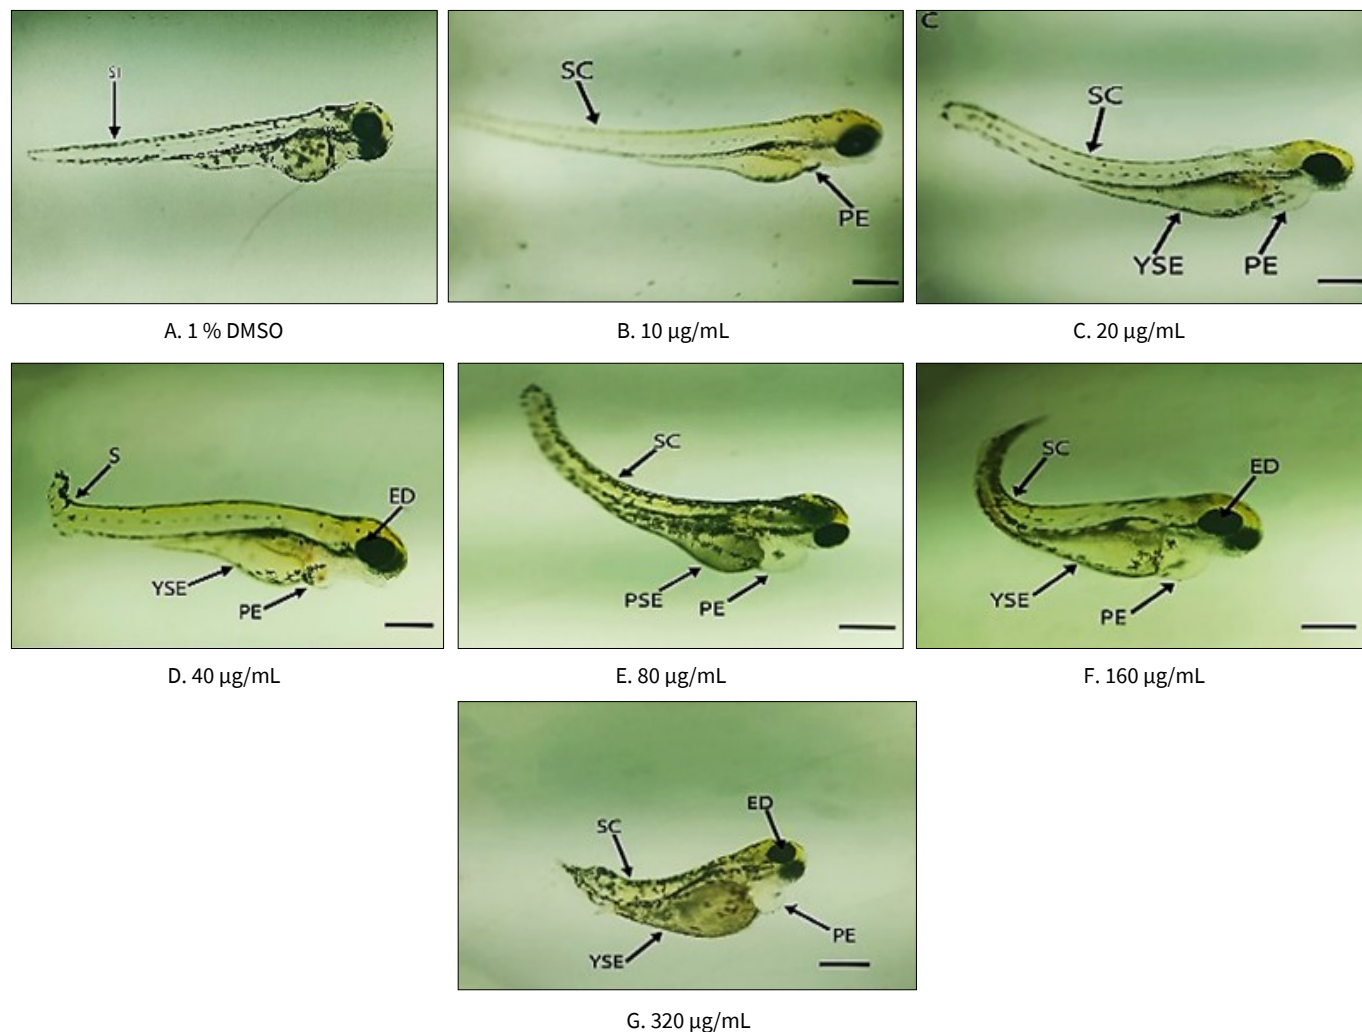 SI
SC
PE
C
SC
YSE
PE
A. 1 % DMSO
B. 10 µg/mL
C. 20 µg/mL
S
ED
YSE
PE
SC
PSE
PE
SC
ED
YSE
PE
D. 40 µg/mL
E. 80 µg/mL
F. 160 µg/mL
ED
SC
PE
YSE
G. 320 µg/mL